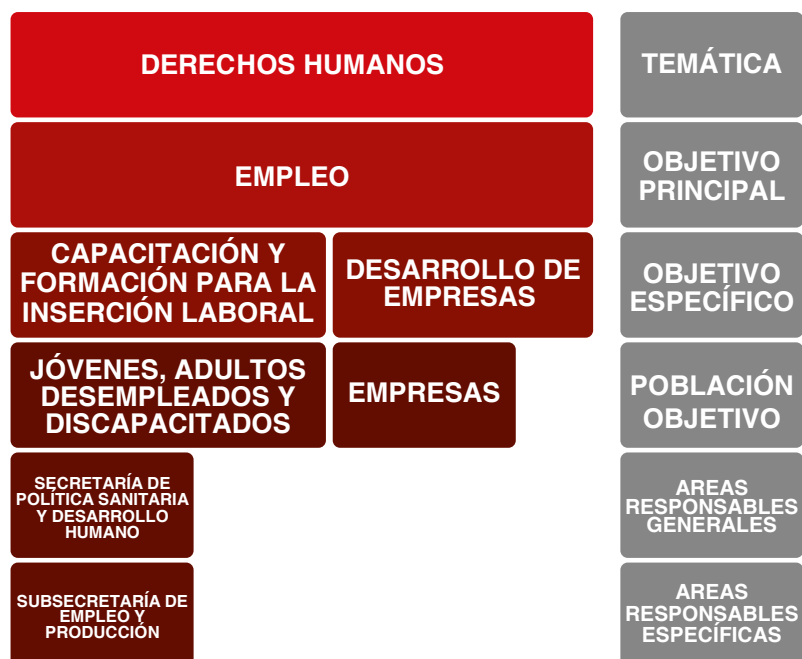 DERECHOS HUMANOS
TEMÁTICA
EMPLEO
OBJETIVO
PRINCIPAL
CAPACITACIÓN Y
FORMACIÓN PARA LA
INSERCIÓN LABORAL
DESARROLLO DE
EMPRESAS
OBJETIVO
ESPECÍFICO
JÓVENES, ADULTOS
DESEMPLEADOS Y
DISCAPACITADOS
EMPRESAS
POBLACIÓN
OBJETIVO
SECRETARÍA DE
POLÍTICA SANITARIA
Y DESARROLLO
HUMANO
AREAS
RESPONSABLES
GENERALES
SUBSECRETARÍA DE
EMPLEO Y
PRODUCCIÓN
AREAS
RESPONSABLES
ESPECÍFICAS